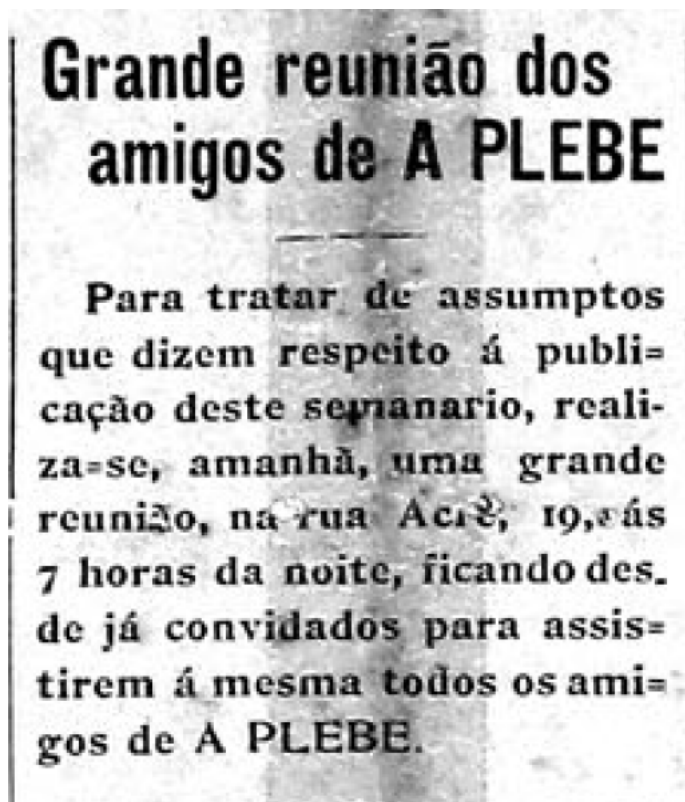 Grande reunião dos
amigos de A PLEBE
Para tratar de assumptos
que dizem respeito á publi=
cação deste semanario, reali-
za=se, amanhã, uma grande
reunião, na rua Acre, 19, ás
7 horas da noite, ficando des.
de já convidados para assis=
tirem á mesma todos os ami=
gos de A PLEBE.